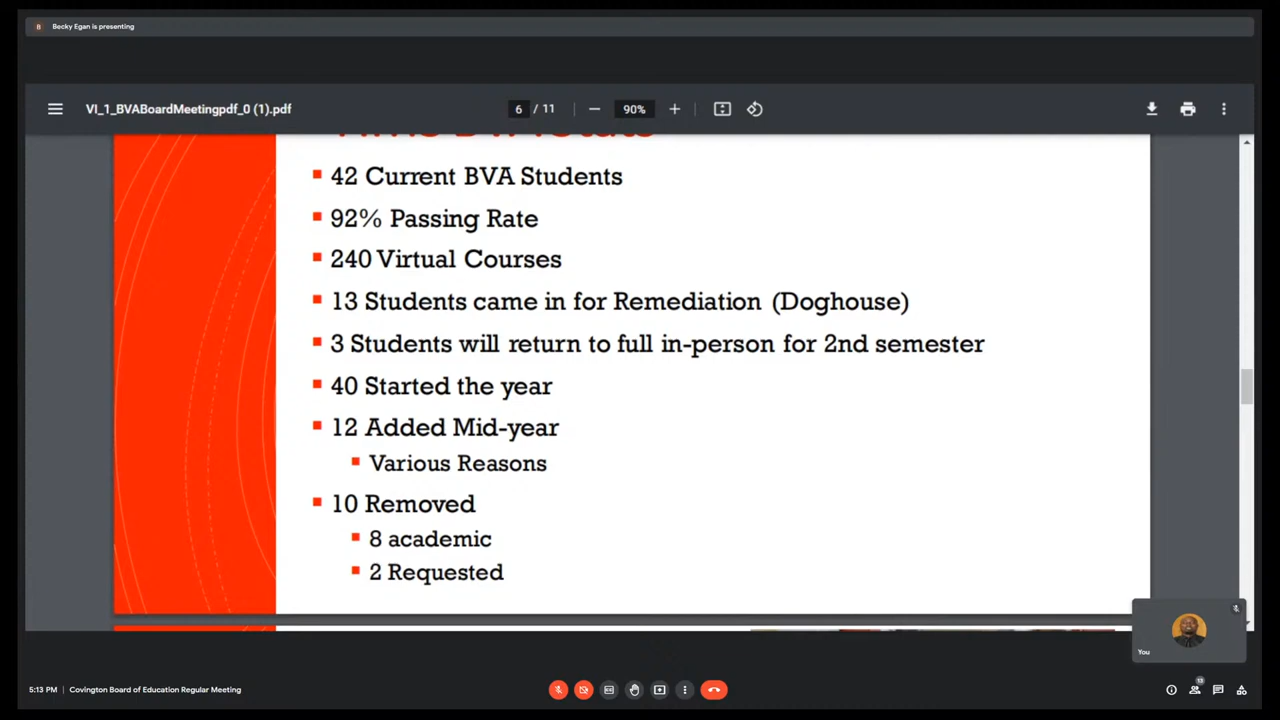 B Becky Egan is presenting
VI_1_BVABoardMeetingpdf_0 (1).pdf
6 / 11
90%
42 Current BVA Students
92% Passing Rate
240 Virtual Courses
13 Students came in for Remediation (Doghouse)
3 Students will return to full in-person for 2nd semester
40 Started the year
12 Added Mid-year
Various Reasons
10 Removed
8 academic
2 Requested
You
5:13 PM | Covington Board of Education Regular Meeting